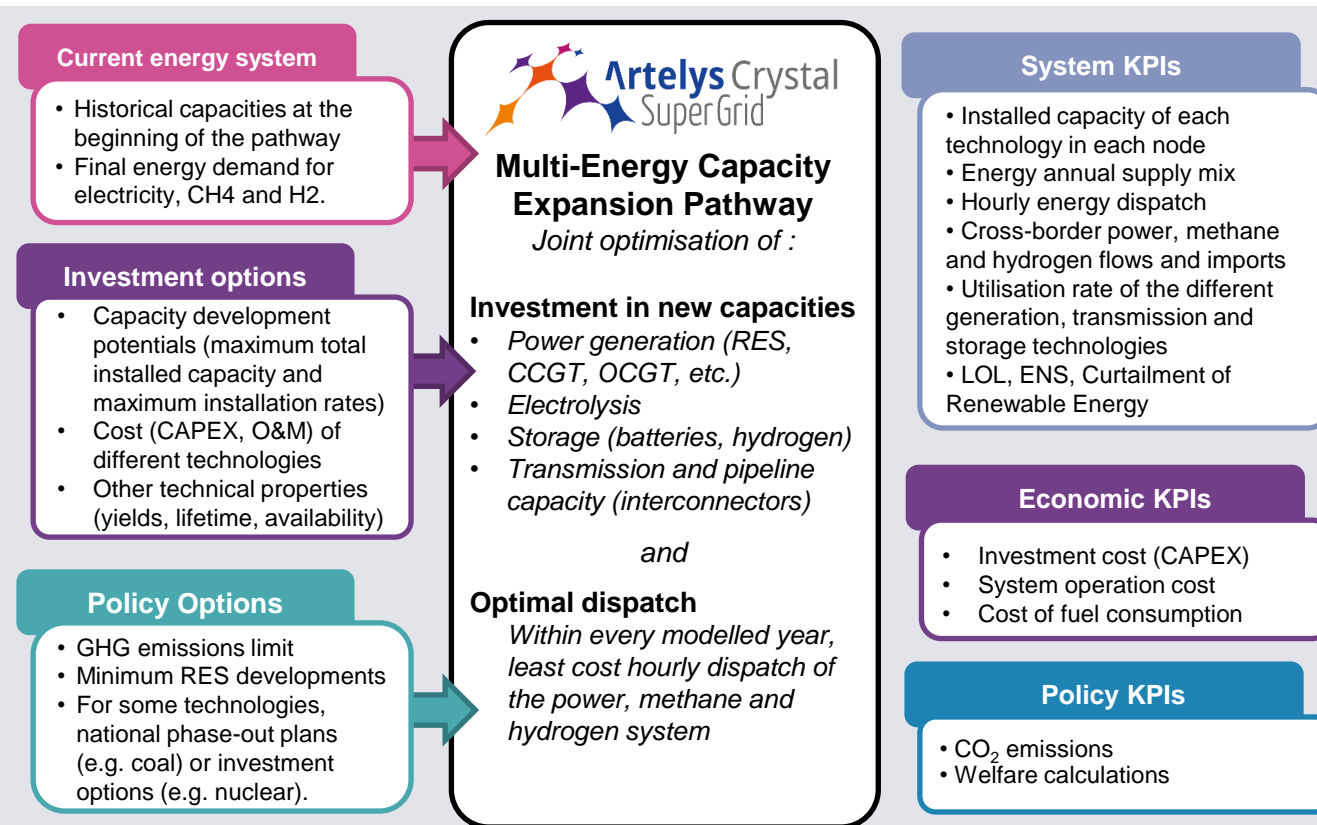 Current energy system
• Historical capacities at the
beginning of the pathway
• Final energy demand for
electricity, CH4 and H2.
Investment options
• Capacity development
potentials (maximum total
installed capacity and
maximum installation rates)
• Cost (CAPEX, O&M) of
different technologies
• Other technical properties
(yields, lifetime, availability)
Policy Options
• GHG emissions limit
• Minimum RES developments
• For some technologies,
national phase-out plans
(e.g. coal) or investment
options (e.g. nuclear).
Artelys Crystal
Super Grid
Multi-Energy Capacity
Expansion Pathway
Joint optimisation of :
Investment in new capacities
• Power generation (RES,
CCGT, OCGT, etc.)
• Electrolysis
• Storage (batteries, hydrogen)
• Transmission and pipeline
capacity (interconnectors)
and
Optimal dispatch
Within every modelled year,
least cost hourly dispatch of
the power, methane and
hydrogen system
System KPIs
• Installed capacity of each
technology in each node
• Energy annual supply mix
• Hourly energy dispatch
• Cross-border power, methane
and hydrogen flows and imports
• Utilisation rate of the different
generation, transmission and
storage technologies
• LOL, ENS, Curtailment of
Renewable Energy
Economic KPIs
• Investment cost (CAPEX)
• System operation cost
• Cost of fuel consumption
Policy KPIs
• CO₂ emissions
• Welfare calculations